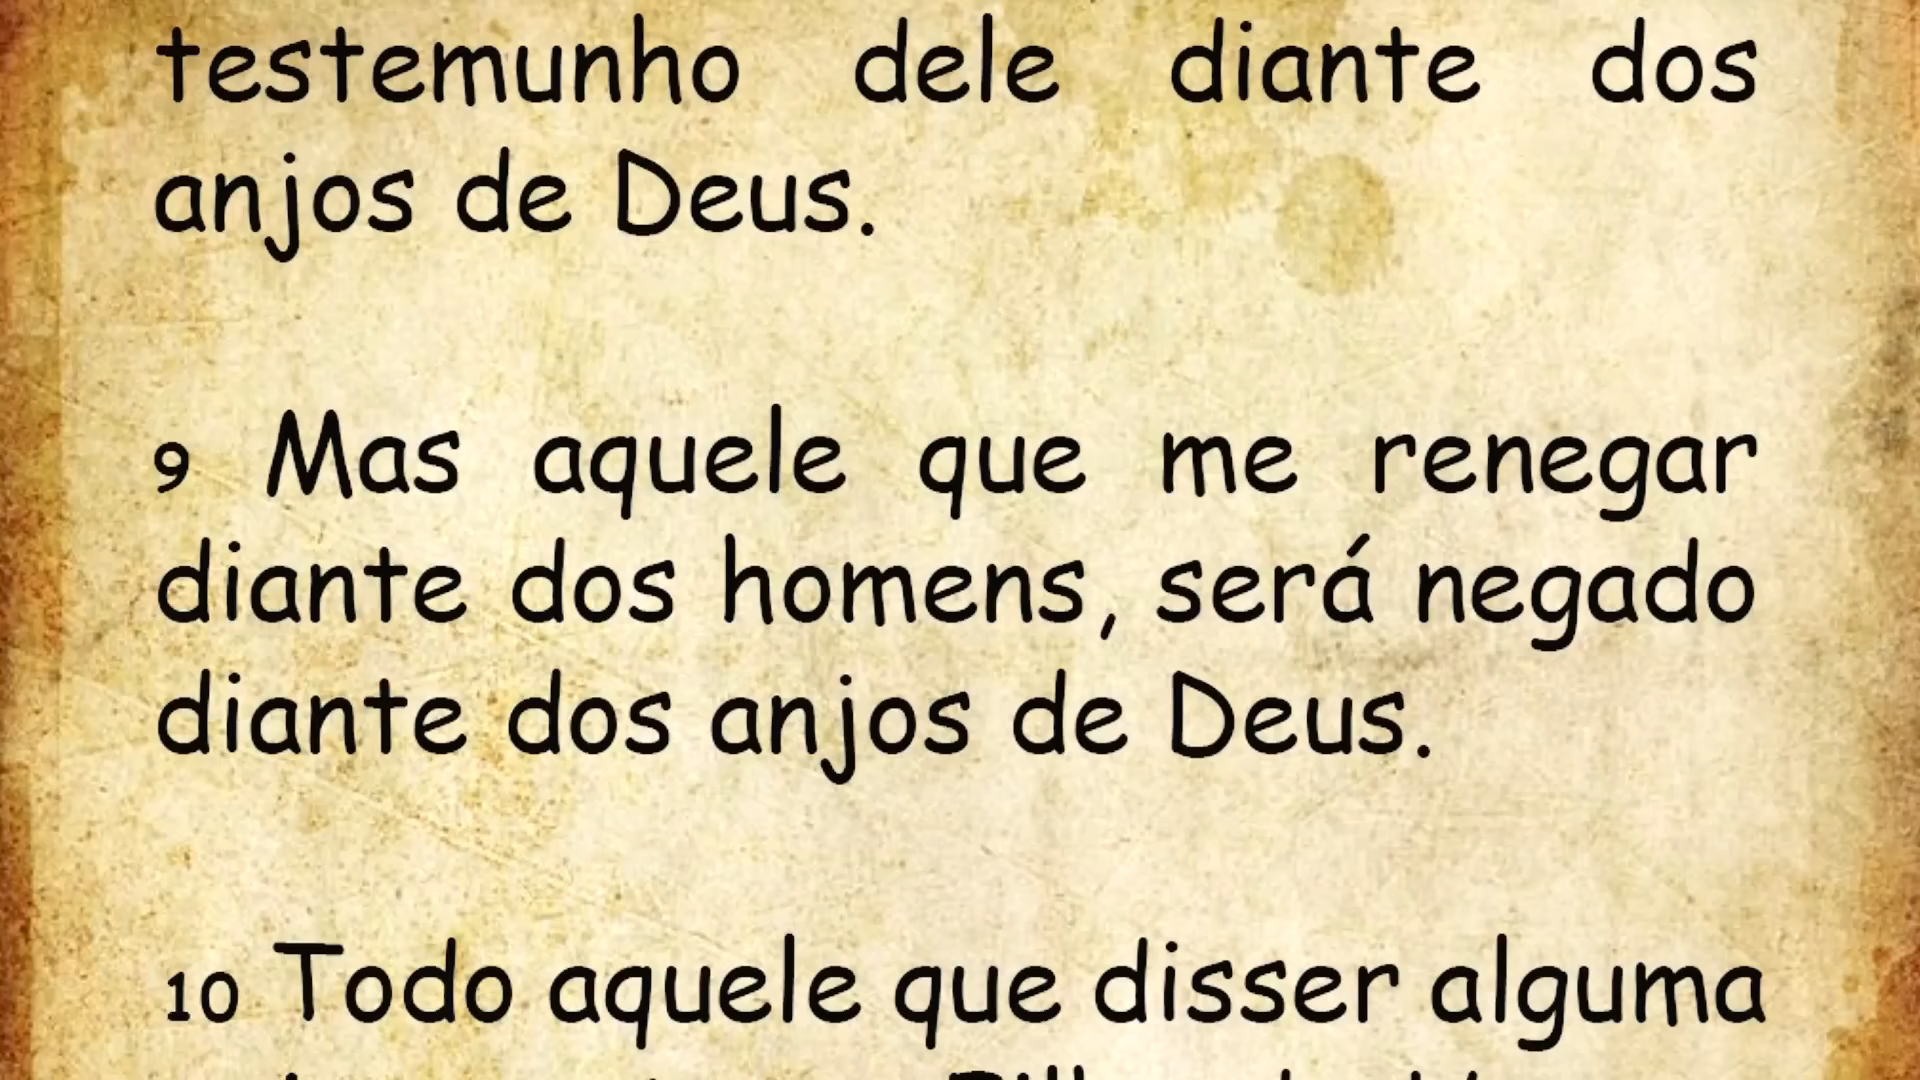 testemunho dele diante dos
anjos de Deus.
9 Mas aquele que me renegar
diante dos homens, será negado
diante dos anjos de Deus.
10 Todo aquele que disser alguma